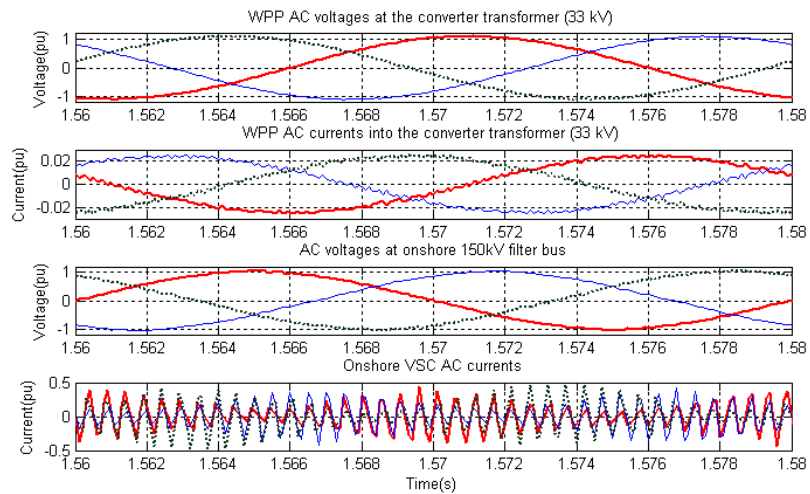 WPP AC voltages at the converter transformer (33 kV)
Voltage(pu)
1
0
-1
1.56 1.562 1.564 1.566 1.568 1.57 1.572 1.574 1.576 1.578 1.58
WPP AC currents into the converter transformer (33 kV)
Current(pu)
0.02
0
-0.02
1.56 1.562 1.564 1.566 1.568 1.57 1.572 1.574 1.576 1.578 1.58
AC voltages at onshore 150kV filter bus
Voltage(pu)
1
0
-1
1.56 1.562 1.564 1.566 1.568 1.57 1.572 1.574 1.576 1.578 1.58
Onshore VSC AC currents
Current(pu)
0.5
0
-0.5
1.56 1.562 1.564 1.566 1.568 1.57 1.572 1.574 1.576 1.578 1.58
Time(s)